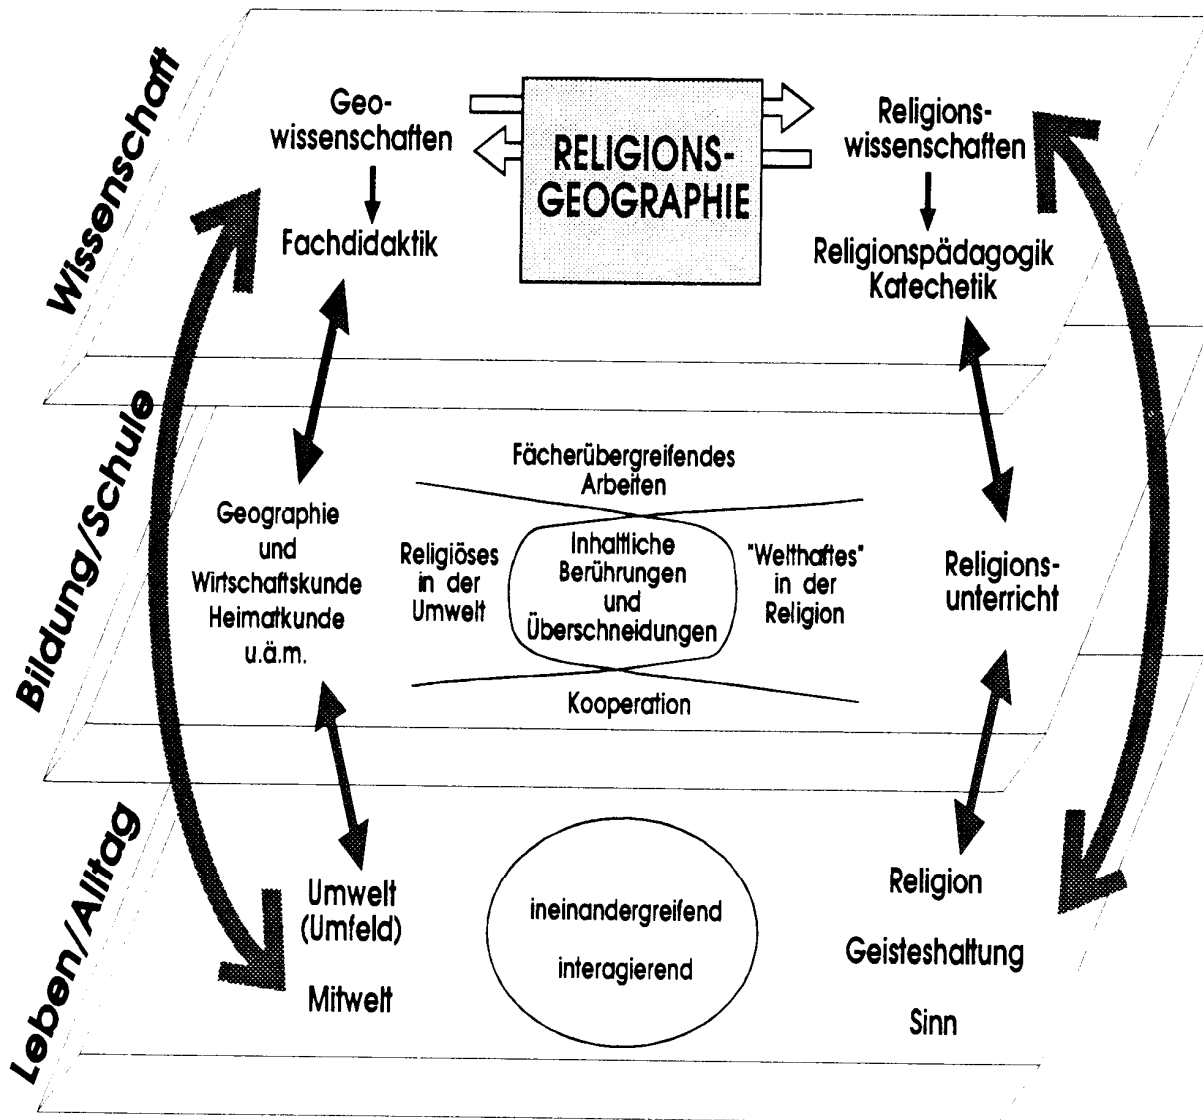 Wissenschaft
Geo-
wissenschaften
Fachdidaktik
RELIGIONS-
GEOGRAPHIE
Religions-
wissenschaften
Religionspädagogik
Katechetik
Bildung/Schule
Geographie
und
Wirtschaftskunde
Heimatkunde
u.ä.m.
Fächerübergreifendes
Arbeiten
Religiöses
in der
Umwelt
Inhaltliche
Berührungen
und
Überschneidungen
"Welthaftes"
in der
Religion
Kooperation
Religions-
unterricht
Leben/Alltag
Umwelt
(Umfeld)
Mitwelt
ineinandergreifend
interagierend
Religion
Geisteshaltung
Sinn